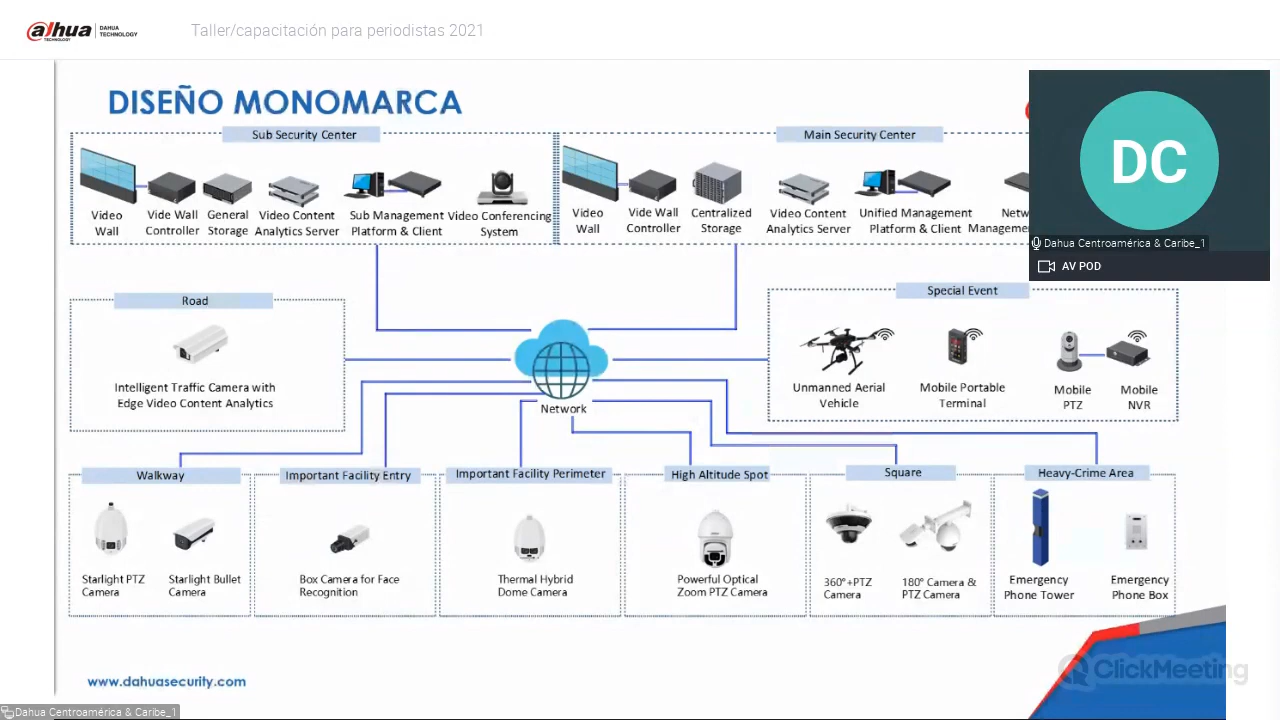 alhua
DAHUA
TECHNOLOGY
TECHNOLOGY
Taller/capacitación para periodistas 2021
DISEÑO MONOMARCA
Sub Security Center
Main Security Center
Video
Wall
Vide Wall
Controller
General
Storage
Video Content
Analytics Server
Sub Management
Platform & Client
Video Conferencing
System
Video
Wall
Vide Wall
Controller
Centralized
Storage
Video Content
Analytics Server
Unified Management
Platform & Client
DC
Dahua Centroamérica & Caribe_1
AV POD
Road
Intelligent Traffic Camera with
Edge Video Content Analytics
Network
Special Event
Unmanned Aerial
Vehicle
Mobile Portable
Terminal
Mobile
PTZ
Mobile
NVR
Walkway
Starlight PTZ
Camera
Starlight Bullet
Camera
Important Facility Entry
Box Camera for Face
Recognition
Important Facility Perimeter
Thermal Hybrid
Dome Camera
High Altitude Spot
Powerful Optical
Zoom PTZ Camera
Square
360°+PTZ
Camera
180° Camera &
PTZ Camera
Heavy-Crime Area
Emergency
Phone Tower
Emergency
Phone Box
www.dahuasecurity.com
ClickMeeting
Dahua Centroamérica & Caribe_1